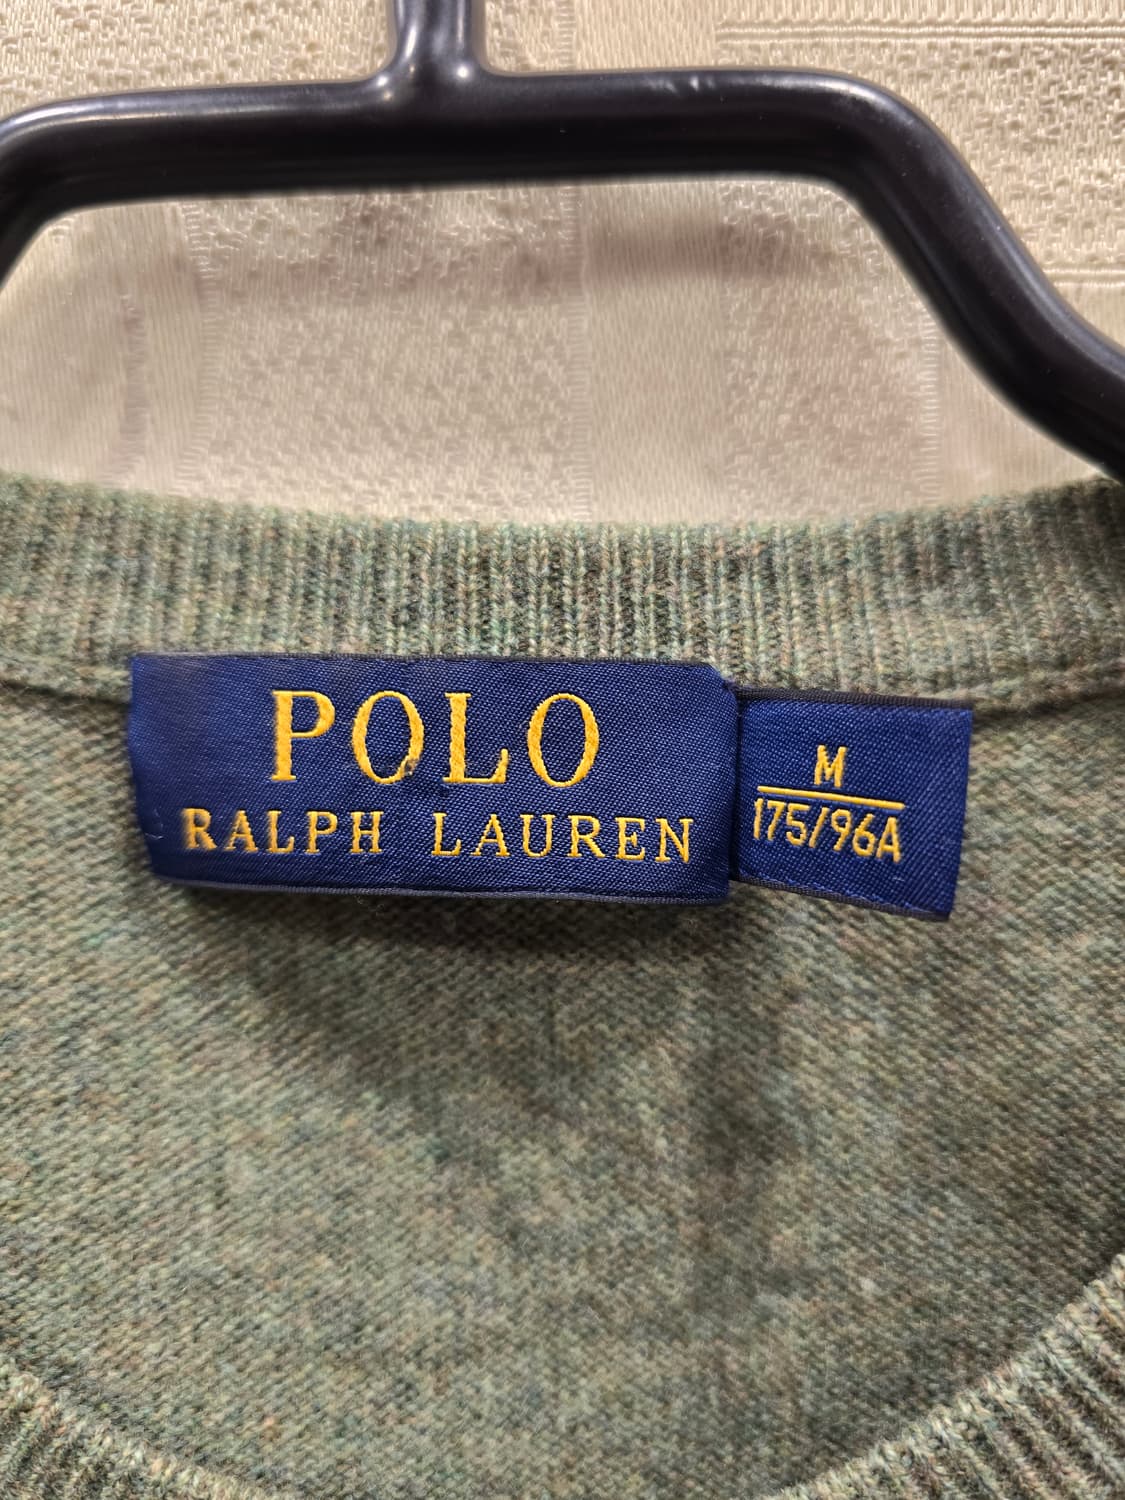 POLO
RALPH LAUREN
M
175/96A